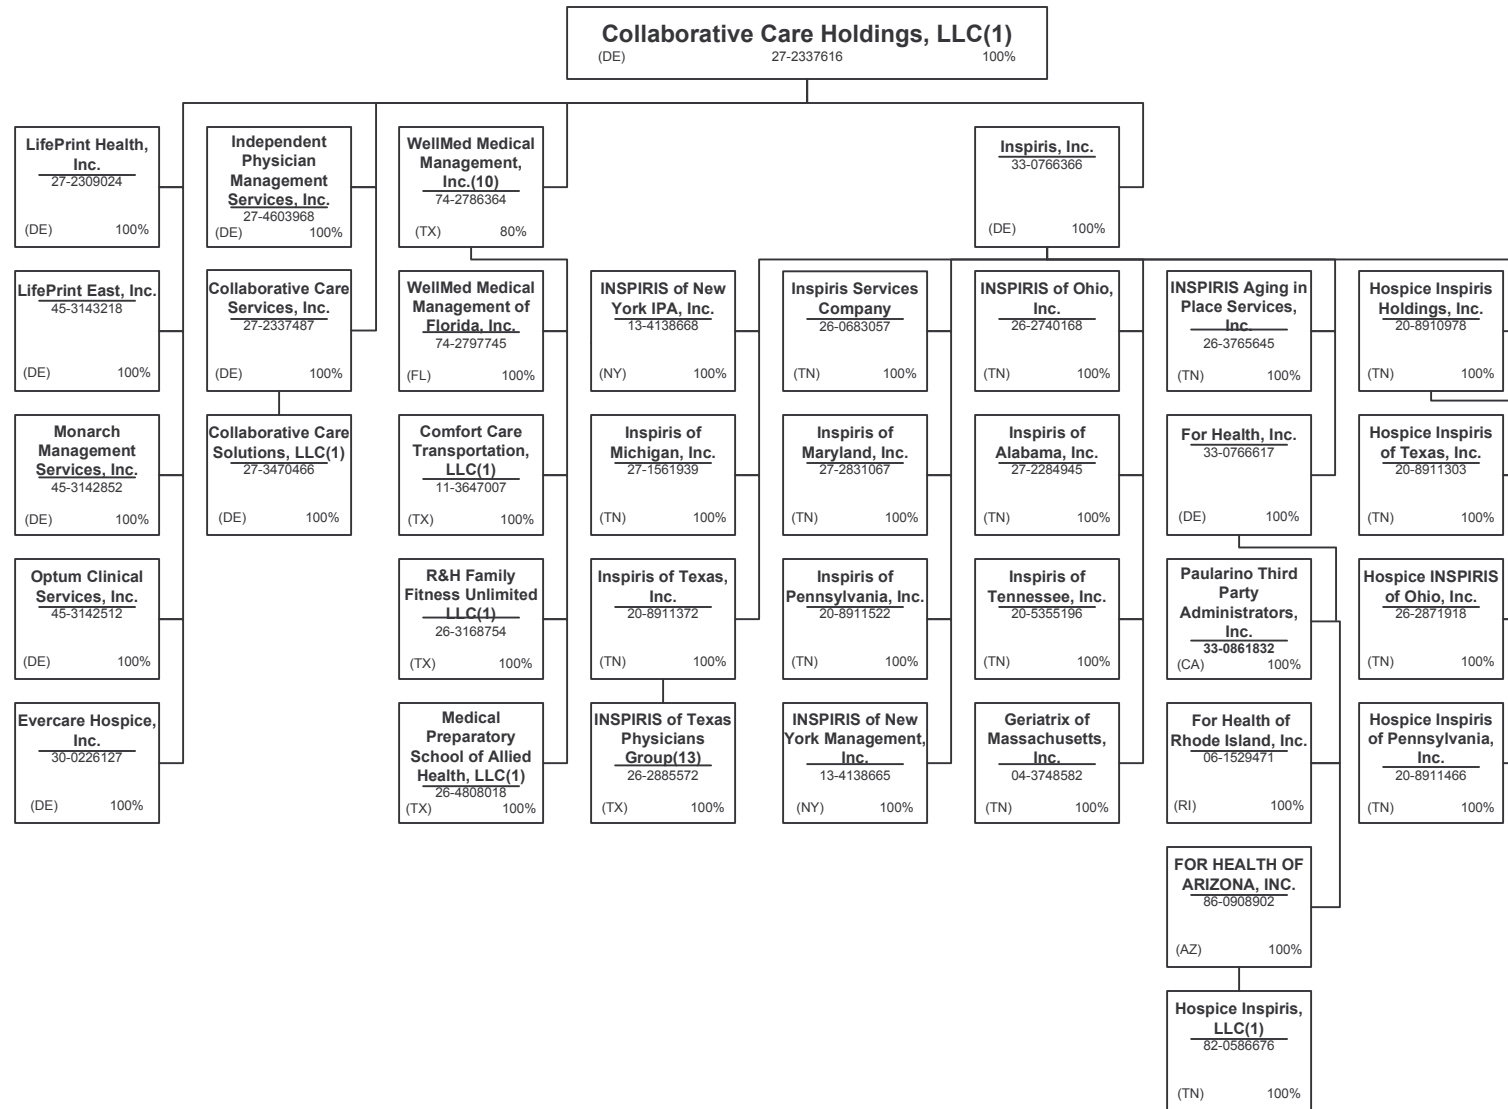 Collaborative Care Holdings, LLC(1)
(DE) 27-2337616 100%
LifePrint Health,
Inc.
27-2309024
(DE) 100%
Independent
Physician
Management
Services, Inc.
27-4603968
(DE) 100%
WellMed Medical
Management,
Inc.(10)
74-2786364
(TX) 80%
Inspiris, Inc.
33-0766366
(DE) 100%
LifePrint East, Inc.
45-3143218
(DE) 100%
Collaborative Care
Services, Inc.
27-2337487
(DE) 100%
WellMed Medical
Management of
Florida, Inc.
74-2797745
(FL) 100%
INSPIRIS of New
York IPA, Inc.
13-4138668
(NY) 100%
Inspiris Services
Company
26-0683057
(TN) 100%
INSPIRIS of Ohio,
Inc.
26-2740168
(TN) 100%
INSPIRIS Aging in
Place Services,
Inc.
26-3765645
(TN) 100%
Hospice Inspiris
Holdings, Inc.
20-8910978
(TN) 100%
Monarch
Management
Services, Inc.
45-3142852
(DE) 100%
Collaborative Care
Solutions, LLC(1)
27-3470466
(DE) 100%
Comfort Care
Transportation,
LLC(1)
11-3647007
(TX) 100%
Inspiris of
Michigan, Inc.
27-1561939
(TN) 100%
Inspiris of
Maryland, Inc.
27-2831067
(TN) 100%
Inspiris of
Alabama, Inc.
27-2284945
(TN) 100%
For Health, Inc.
33-0766617
(DE) 100%
Hospice Inspiris
of Texas, Inc.
20-8911303
(TN) 100%
Optum Clinical
Services, Inc.
45-3142512
(DE) 100%
R&H Family
Fitness Unlimited
LLC(1)
26-3168754
(TX) 100%
Inspiris of Texas,
Inc.
20-8911372
(TN) 100%
Inspiris of
Pennsylvania, Inc.
20-8911522
(TN) 100%
Inspiris of
Tennessee, Inc.
20-5355196
(TN) 100%
Paularino Third
Party
Administrators,
Inc.
33-0861832
(CA) 100%
Hospice INSPIRIS
of Ohio, Inc.
26-2871918
(TN) 100%
Evercare Hospice,
Inc.
30-0226127
(DE) 100%
Medical
Preparatory
School of Allied
Health, LLC(1)
26-4808018
(TX) 100%
INSPIRIS of Texas
Physicians
Group(13)
26-2885572
(TX) 100%
INSPIRIS of New
York Management,
Inc.
13-4138665
(NY) 100%
Geriatrix of
Massachusetts,
Inc.
04-3748582
(TN) 100%
For Health of
Rhode Island, Inc.
06-1529471
(RI) 100%
Hospice Inspiris
of Pennsylvania,
Inc.
20-8911466
(TN) 100%
FOR HEALTH OF
ARIZONA, INC.
86-0908902
(AZ) 100%
Hospice Inspiris,
LLC(1)
82-0586676
(TN) 100%